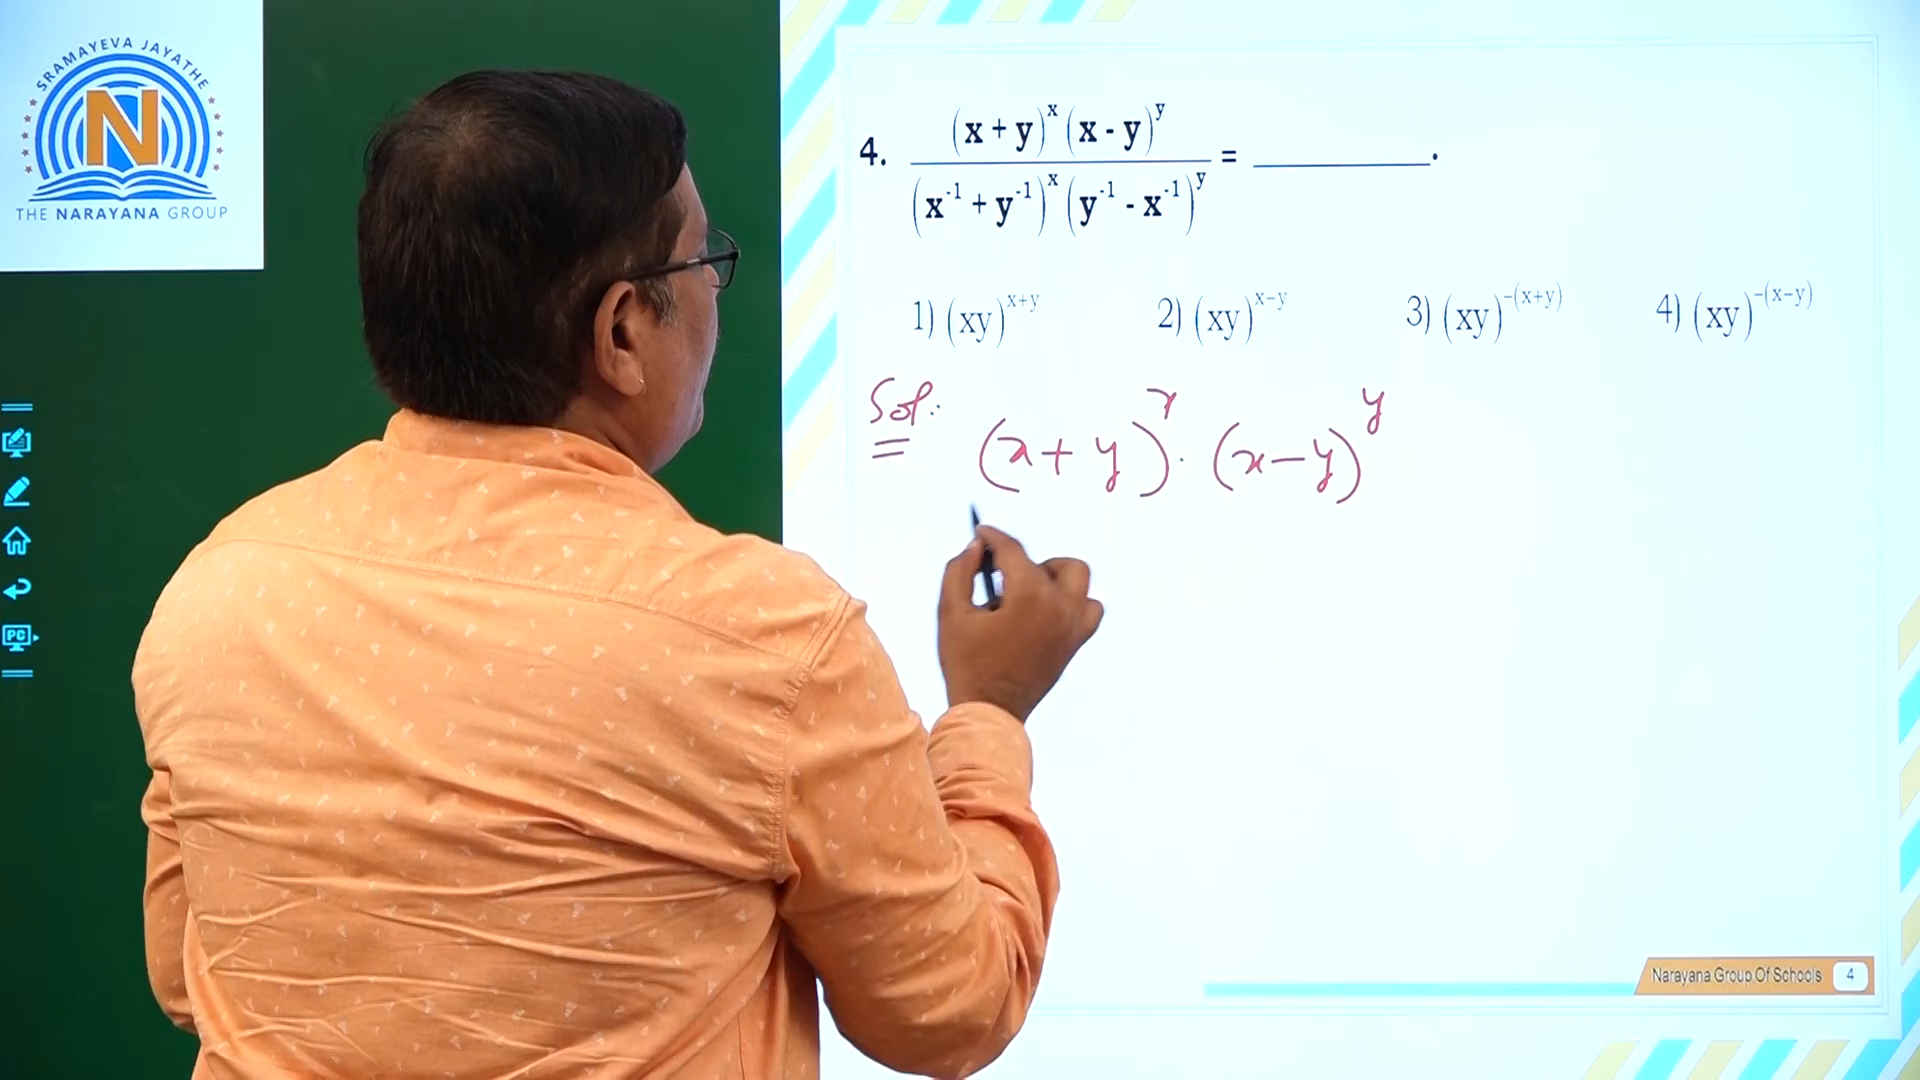 SRAMAYEVA JAYATHE
N
THE NARAYANA GROUP
PC
4. (x + y)^x (x - y)^y / (x^-1 + y^-1)^x (y^-1 - x^-1)^y = ________.
1) (xy)^x+y 2) (xy)^x−y 3) (xy)^−(x+y) 4) (xy)^−(x−y)
Sol:
(x + y)^x · (x − y)^y
Narayana Group Of Schools 4